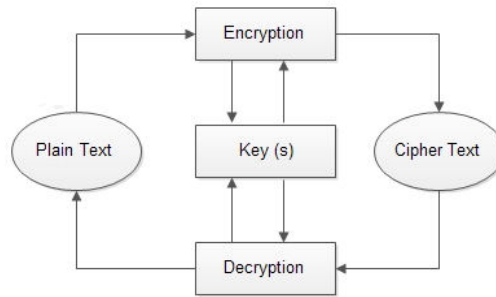 Encryption
Plain Text
Key (s)
Cipher Text
Decryption